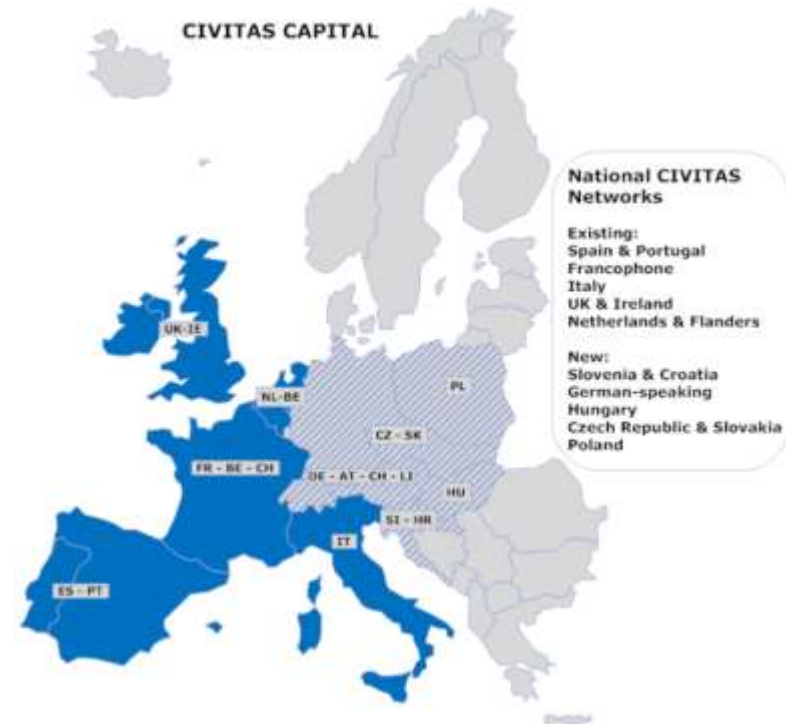 CIVITAS CAPITAL
National CIVITAS
Networks
Existing:
Spain & Portugal
Francophone
Italy
UK & Ireland
Netherlands & Flanders
New:
Slovenia & Croatia
German-speaking
Hungary
Czech Republic & Slovakia
Poland
UK-IE
NL-BE
PL
CZ - SK
FR - BE - CH
DE - AT - CH - LI
HU
SI - HR
IT
ES - PT